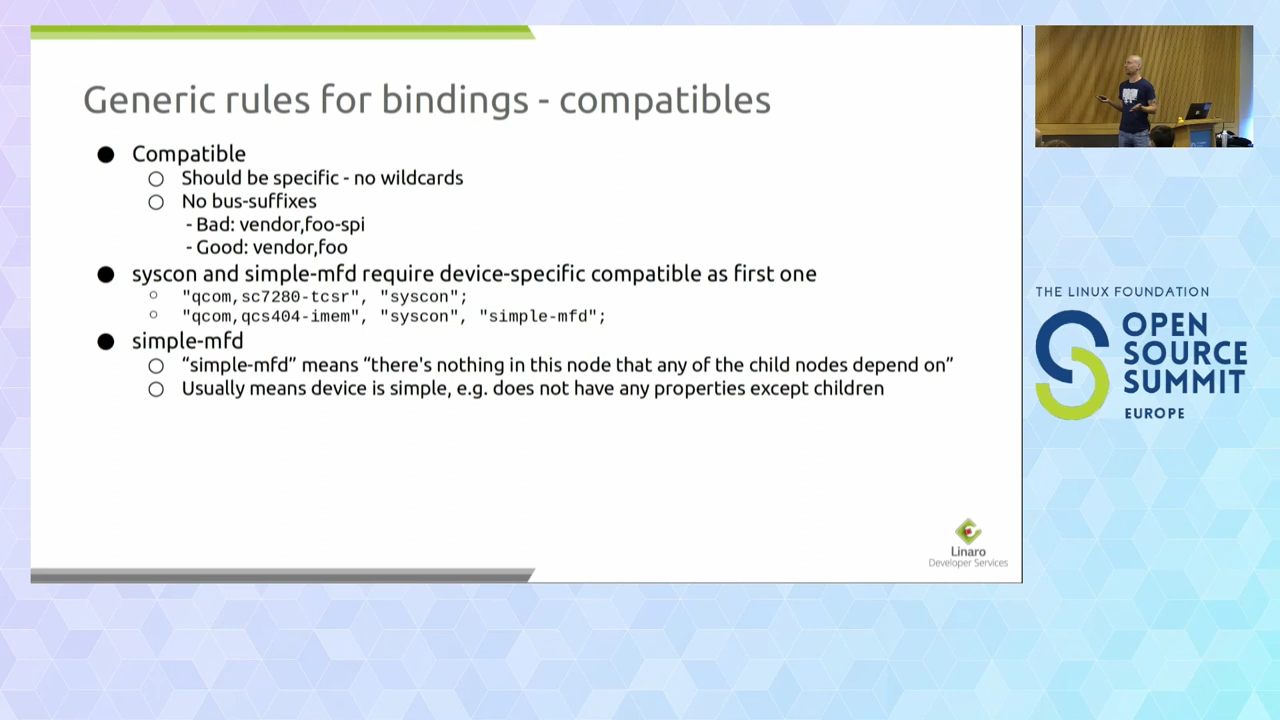 Generic rules for bindings - compatibles
● Compatible
○ Should be specific - no wildcards
○ No bus-suffixes
- Bad: vendor,foo-spi
- Good: vendor,foo
● syscon and simple-mfd require device-specific compatible as first one
○ "qcom,sc7280-tcsr", "syscon";
○ "qcom,qcs404-imem", "syscon", "simple-mfd";
● simple-mfd
○ “simple-mfd” means “there's nothing in this node that any of the child nodes depend on”
○ Usually means device is simple, e.g. does not have any properties except children
Linaro
Developer Services
THE LINUX FOUNDATION
OPEN
SOURCE
SUMMIT
EUROPE